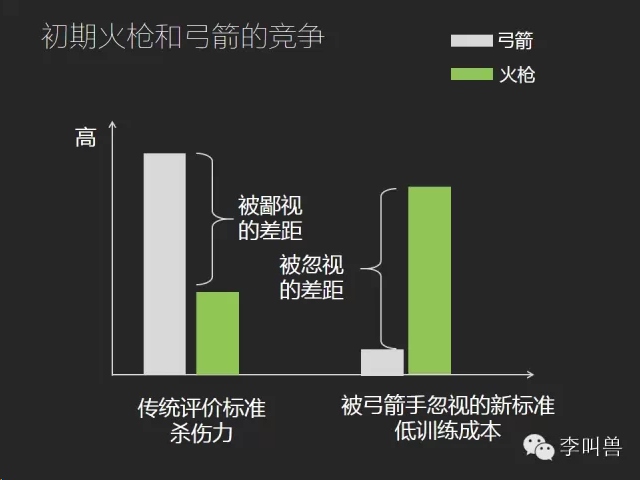 初期火枪和弓箭的竞争
弓箭
火枪
高
被鄙视
的差距
被忽视
的差距
传统评价标准
杀伤力
被弓箭手忽视的新标准
低训练成本
李叫兽